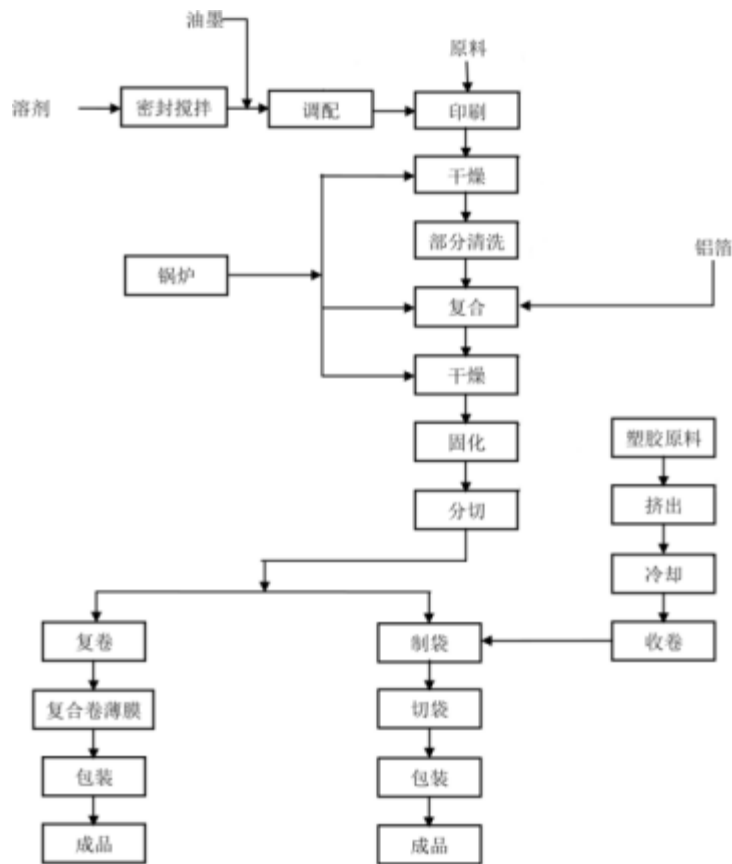 油墨
原料
溶剂
密封搅拌
调配
印刷
干燥
部分清洗
铝箔
锅炉
复合
干燥
固化
塑胶原料
分切
挤出
冷却
复卷
制袋
收卷
复合卷薄膜
切袋
包装
包装
成品
成品